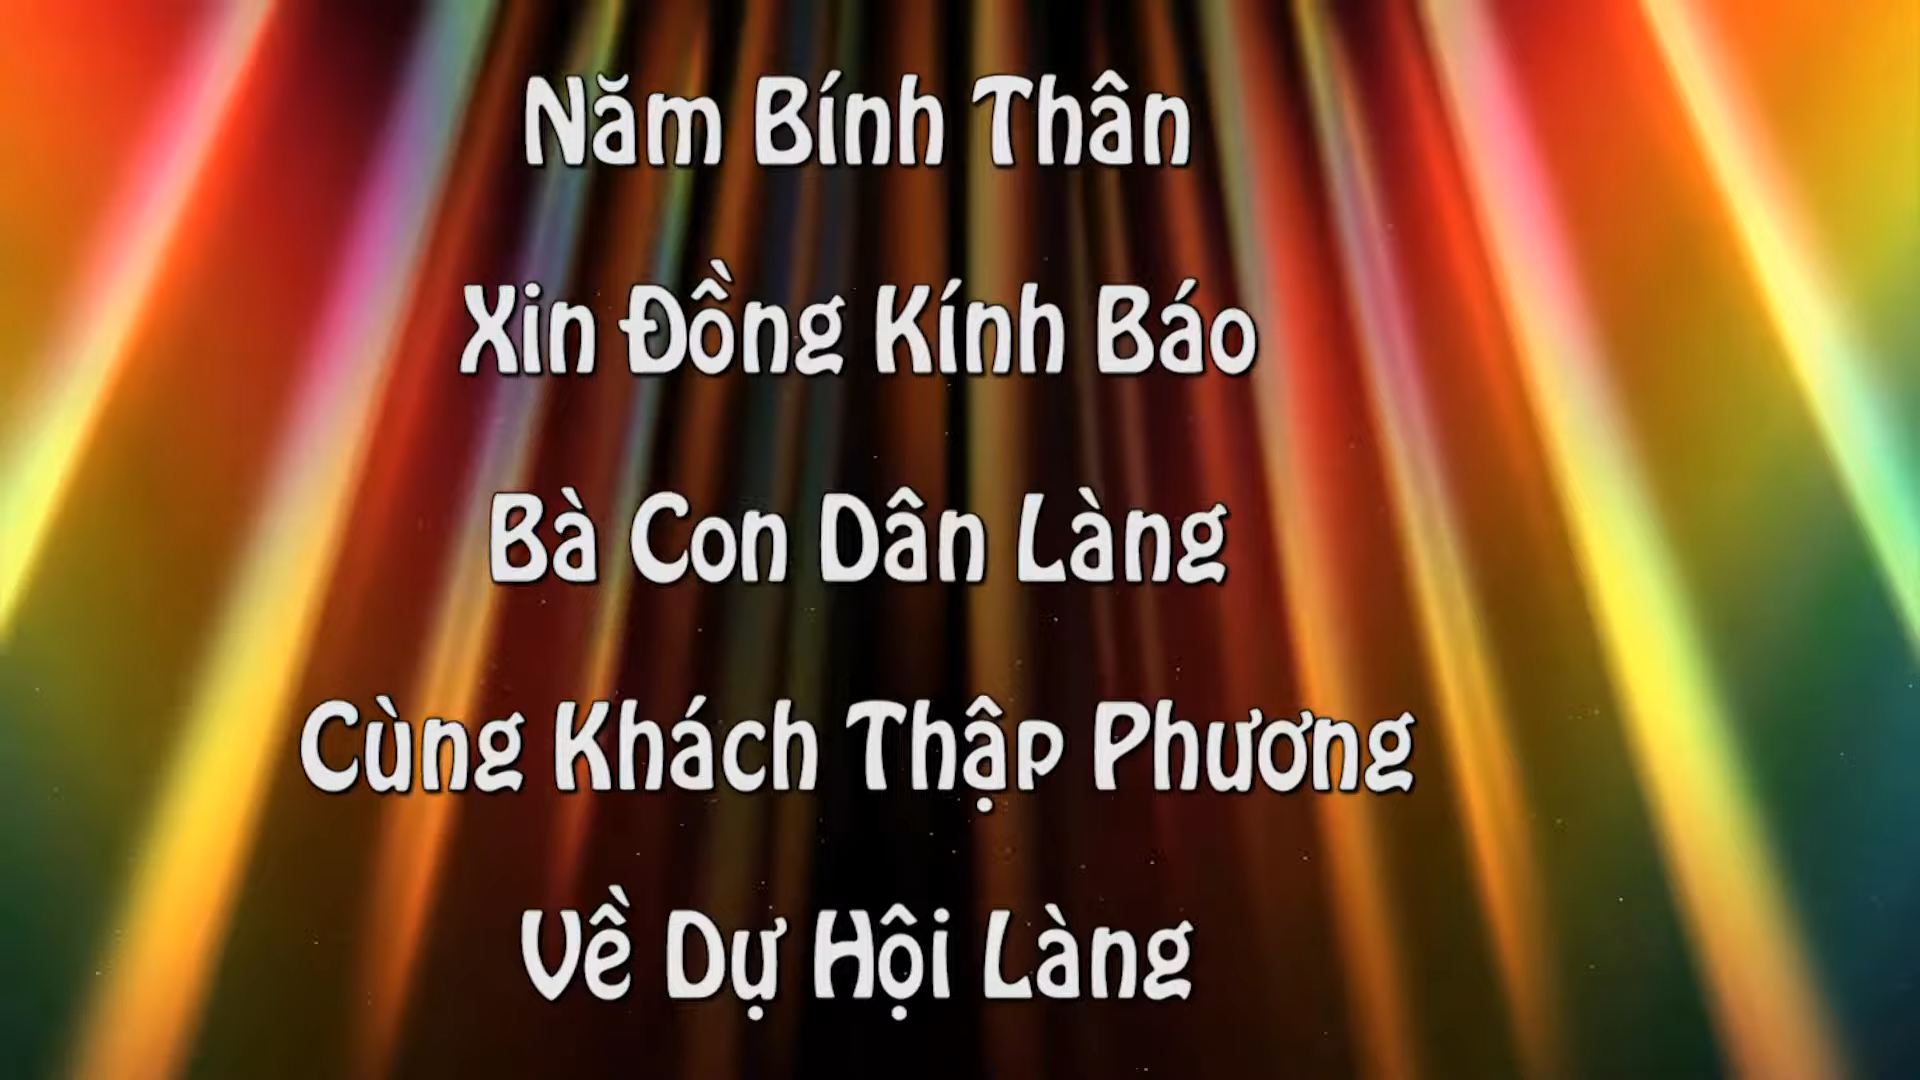 Năm Bính Thân
Xin Đồng Kính Báo
Bà Con Dân Làng
Cùng Khách Thập Phương
Về Dự Hội Làng